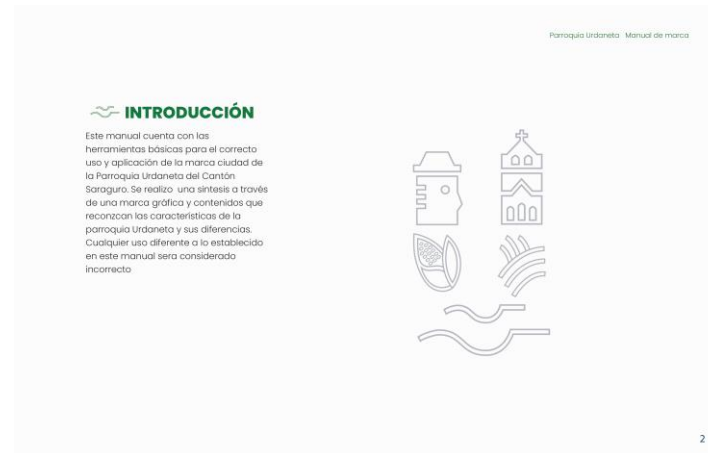 Parroquia Urdaneta Manual de marca
INTRODUCCIÓN
Este manual cuenta con las
herramientas básicas para el correcto
uso y aplicación de la marca ciudad de
la Parroquia Urdaneta del Cantón
Saraguro. Se realizo una síntesis a través
de una marca gráfica y contenidos que
reconzcan las características de la
parroquia Urdaneta y sus diferencias.
Cualquier uso diferente a lo establecido
en este manual sera considerado
incorrecto
2